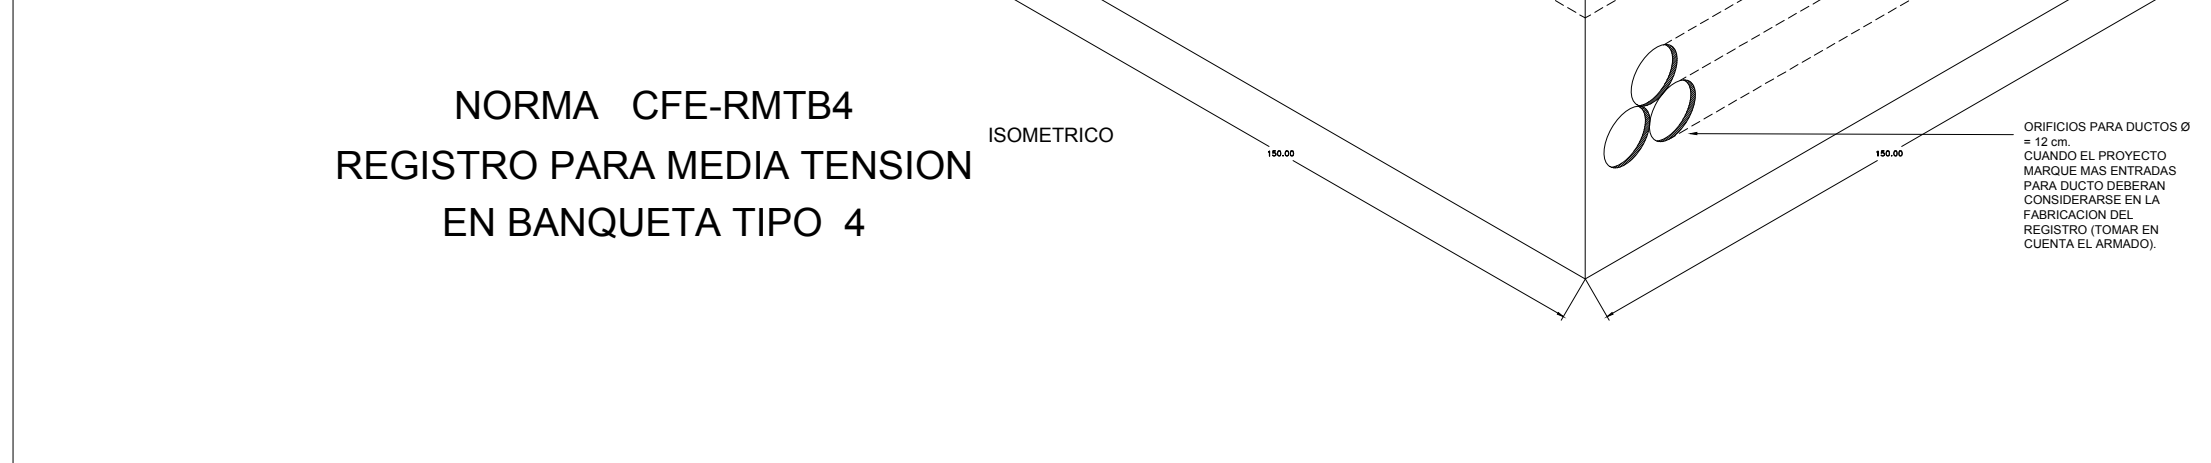 NORMA CFE-RMTB4
REGISTRO PARA MEDIA TENSION
EN BANQUETA TIPO 4
ISOMETRICO
150.00
150.00
ORIFICIOS PARA DUCTOS Ø
= 12 cm.
CUANDO EL PROYECTO
MARQUE MAS ENTRADAS
PARA DUCTO DEBERAN
CONSIDERARSE EN LA
FABRICACION DEL
REGISTRO (TOMAR EN
CUENTA EL ARMADO).